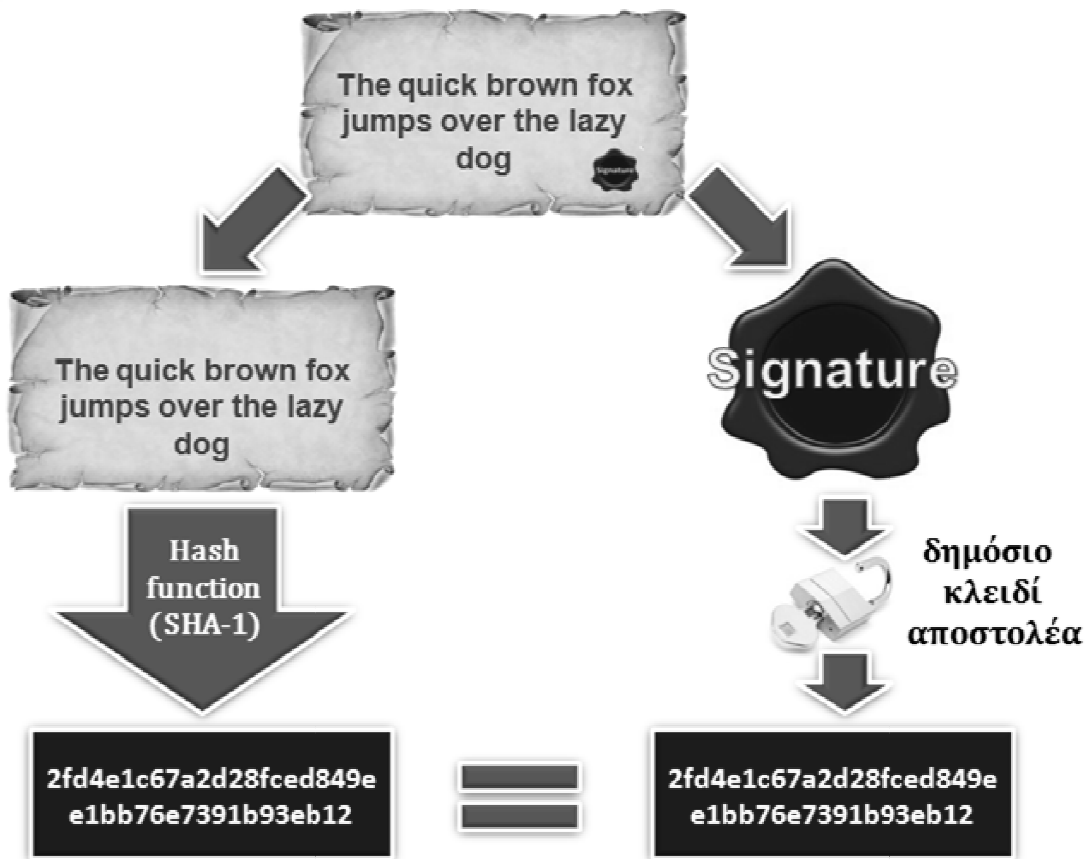 The quick brown fox
jumps over the lazy
dog
Signature
The quick brown fox
jumps over the lazy
dog
Signature
Hash
function
(SHA-1)
δημόσιο
κλειδί
αποστολέα
2fd4e1c67a2d28fced849e
e1bb76e7391b93eb12
=
2fd4e1c67a2d28fced849e
e1bb76e7391b93eb12